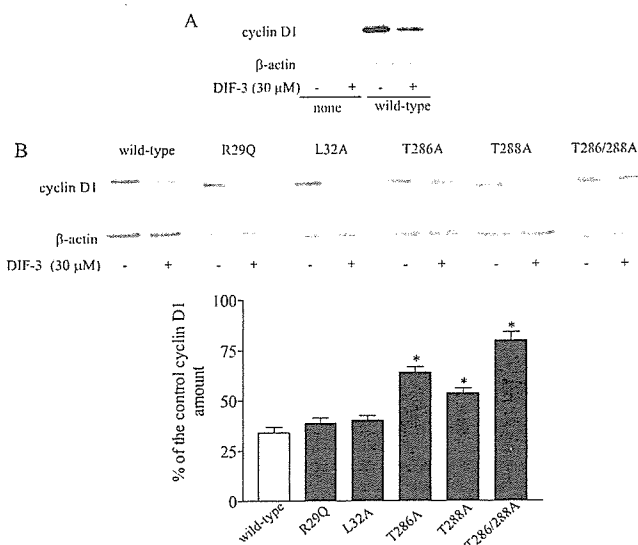 A
cyclin D1
β-actin
DIF-3 (30 μM) - + - +
none wild-type
B
wild-type R29Q L32A T286A T288A T286/288A
cyclin D1
β-actin
DIF-3 (30 μM) - + - + - + - + - + - +
% of the control cyclin D1
amount
100
75
50
25
0
* * *
wild-type R29Q L32A T286A T288A T286/288A